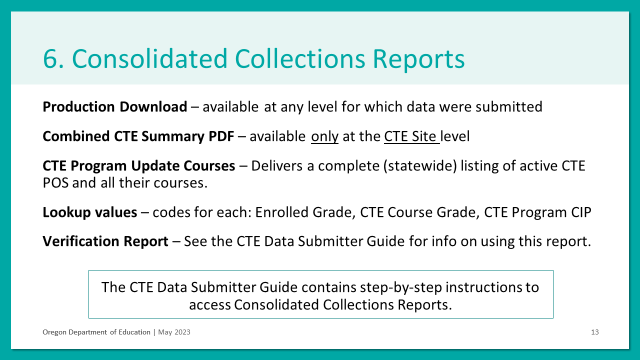 6. Consolidated Collections Reports
Production Download – available at any level for which data were submitted
Combined CTE Summary PDF – available only at the CTE Site level
CTE Program Update Courses – Delivers a complete (statewide) listing of active CTE
POS and all their courses.
Lookup values – codes for each: Enrolled Grade, CTE Course Grade, CTE Program CIP
Verification Report – See the CTE Data Submitter Guide for info on using this report.
The CTE Data Submitter Guide contains step-by-step instructions to
access Consolidated Collections Reports.
Oregon Department of Education | May 2023
13